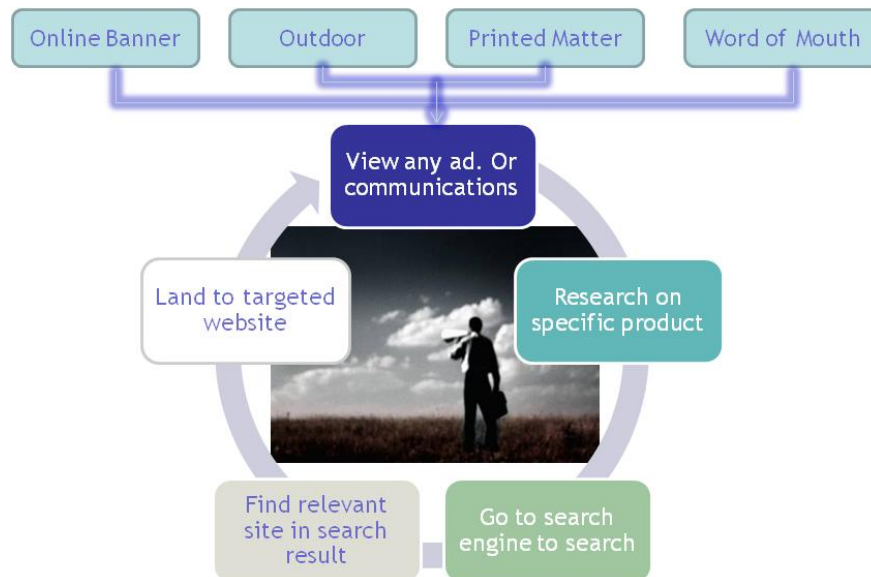 Online Banner
Outdoor
Printed Matter
Word of Mouth
View any ad. Or
communications
Research on
specific product
Go to search
engine to search
Find relevant
site in search
result
Land to targeted
website